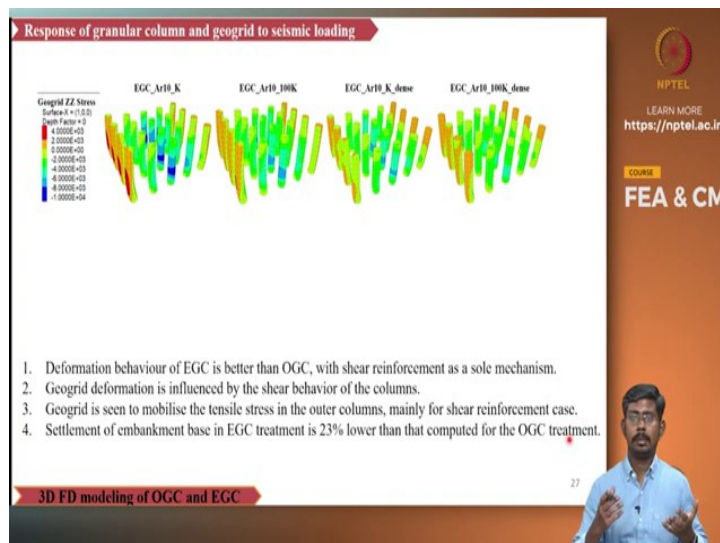 Response of granular column and geogrid to seismic loading
EGC_Ar10_K EGC_Ar10_100K EGC_Ar10_K_dense EGC_Ar10_100K_dense
Geogrid ZZ Stress
Surface-X = (1,0,0)
Depth Factor = 0
4.0000E+03
2.0000E+03
0.0000E+00
-2.0000E+03
-4.0000E+03
-6.0000E+03
-8.0000E+03
-1.0000E+04
1. Deformation behaviour of EGC is better than OGC, with shear reinforcement as a sole mechanism.
2. Geogrid deformation is influenced by the shear behavior of the columns.
3. Geogrid is seen to mobilise the tensile stress in the outer columns, mainly for shear reinforcement case.
4. Settlement of embankment base in EGC treatment is 23% lower than that computed for the OGC treatment.
27
3D FD modeling of OGC and EGC
NPTEL
LEARN MORE
https://nptel.ac.in
COURSE
FEA & CM